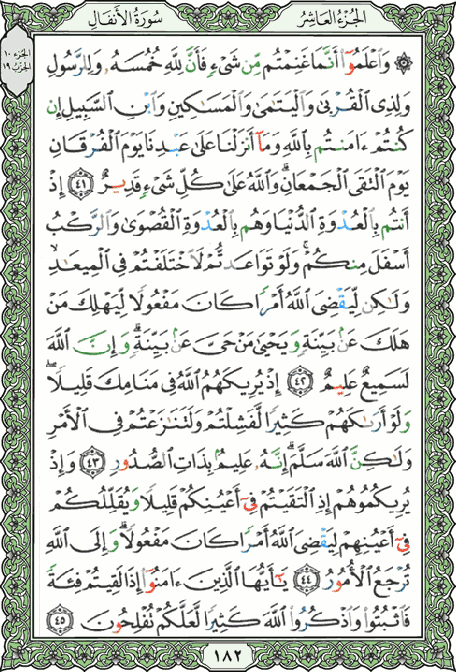 الجُزءُ العَاشِرُ
سُورَةُ الأَنفَالِ
الجزء ١٠
الحزب ١٩
۞ وَٱعۡلَمُوٓاْ أَنَّمَا غَنِمۡتُم مِّن شَيۡءٖ فَأَنَّ لِلَّهِ خُمُسَهُۥ وَلِلرَّسُولِ
وَلِذِي ٱلۡقُرۡبَىٰ وَٱلۡيَتَٰمَىٰ وَٱلۡمَسَٰكِينِ وَٱبۡنِ ٱلسَّبِيلِ إِن
كُنتُمۡ ءَامَنتُم بِٱللَّهِ وَمَآ أَنزَلۡنَا عَلَىٰ عَبۡدِنَا يَوۡمَ ٱلۡفُرۡقَانِ
يَوۡمَ ٱلۡتَقَى ٱلۡجَمۡعَانِۗ وَٱللَّهُ عَلَىٰ كُلِّ شَيۡءٖ قَدِيرٌ ٤١ إِذۡ
أَنتُم بِٱلۡعُدۡوَةِ ٱلدُّنۡيَا وَهُم بِٱلۡعُدۡوَةِ ٱلۡقُصۡوَىٰ وَٱلرَّكۡبُ
أَسۡفَلَ مِنكُمۡۚ وَلَوۡ تَوَاعَدتُّمۡ لَٱخۡتَلَفۡتُمۡ فِي ٱلۡمِيعَٰدِ
وَلَٰكِن لِّيَقۡضِيَ ٱللَّهُ أَمۡرٗا كَانَ مَفۡعُولٗا لِّيَهۡلِكَ مَنۡ
هَلَكَ عَنۢ بَيِّنَةٖ وَيَحۡيَىٰ مَنۡ حَيَّ عَنۢ بَيِّنَةٖۗ وَإِنَّ ٱللَّهَ
لَسَمِيعٌ عَلِيمٌ ٤٢ إِذۡ يُرِيكَهُمُ ٱللَّهُ فِي مَنَامِكَ قَلِيلٗاۖ
وَلَوۡ أَرَىٰكَهُمۡ كَثِيرٗا لَّفَشِلۡتُمۡ وَلَتَنَٰزَعۡتُمۡ فِي ٱلۡأَمۡرِ
وَلَٰكِنَّ ٱللَّهَ سَلَّمَۚ إِنَّهُۥ عَلِيمُۢ بِذَاتِ ٱلصُّدُورِ ٤٣ وَإِذۡ
يُرِيكُمُوهُمۡ إِذِ ٱلۡتَقَيۡتُمۡ فِيٓ أَعۡيُنِكُمۡ قَلِيلٗا وَيُقَلِّلُكُمۡ
فِيٓ أَعۡيُنِهِمۡ لِيَقۡضِيَ ٱللَّهُ أَمۡرٗا كَانَ مَفۡعُولٗاۗ وَإِلَى ٱللَّهِ
تُرۡجَعُ ٱلۡأُمُورُ ٤٤ يَٰٓأَيُّهَا ٱلَّذِينَ ءَامَنُوٓاْ إِذَا لَقِيتُمۡ فِئَةٗ
فَٱثۡبُتُواْ وَٱذۡكُرُواْ ٱللَّهَ كَثِيرٗا لَّعَلَّكُمۡ تُفۡلِحُونَ ٤٥
١٨٢